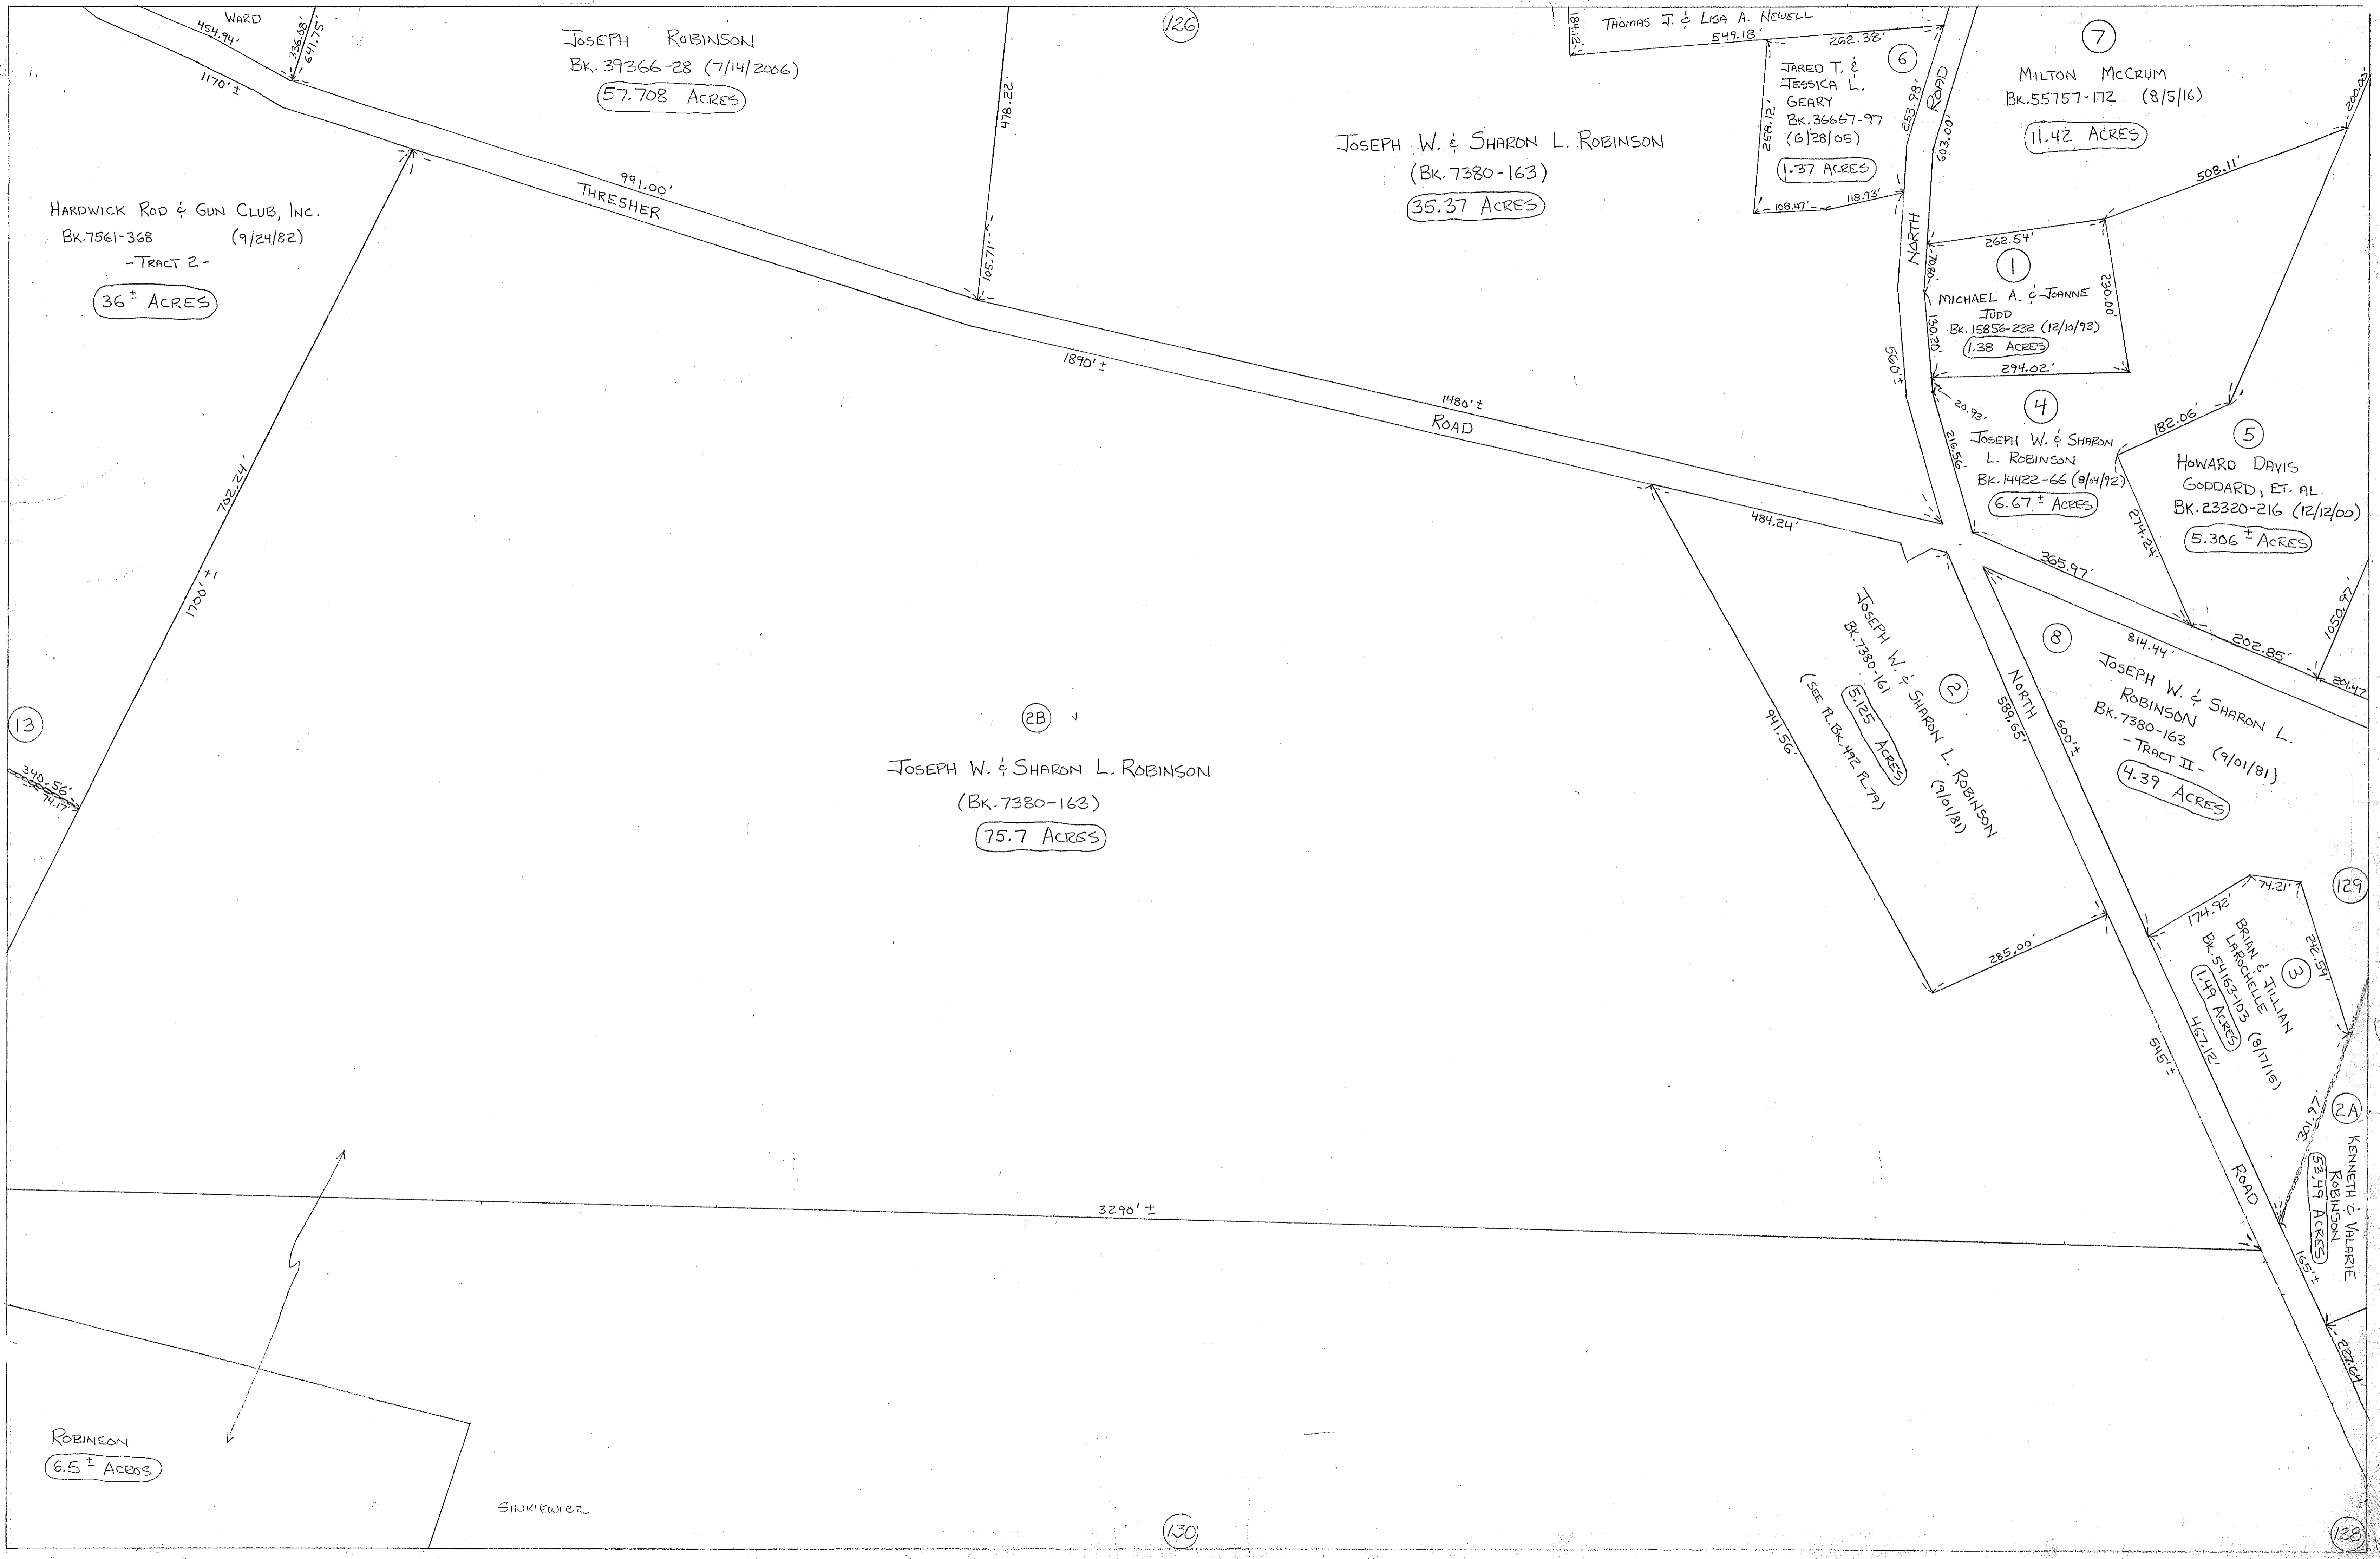 WARD
454.94'
336.08'
641.75'
1170' ±
JOSEPH ROBINSON
BK. 39366-28 (7/14/2006)
57.708 ACRES
478.22'
105.71'
126
184.12'
THOMAS J. & LISA A. NEWELL
549.18'
262.38'
6
JARED T. &
JESSICA L.
GEARY
BK. 36667-97
(6/28/05)
1.37 ACRES
258.12'
108.47'
118.93'
253.98'
ROAD
603.00'
NORTH
7
MILTON McCRUM
BK. 55757-172 (8/5/16)
11.42 ACRES
200.00'
508.11'
JOSEPH W. & SHARON L. ROBINSON
(BK. 7380-163)
35.37 ACRES
HARDWICK ROD & GUN CLUB, INC.
BK. 7561-368 (9/24/82)
-TRACT 2-
36± ACRES
991.00'
THRESHER
1890' ±
1480' ±
ROAD
560' ±
262.54'
70.80'
1
MICHAEL A. & JOANNE
JUDD
BK. 15856-232 (12/10/93)
1.38 ACRES
230.00'
130.20'
294.02'
20.93'
216.56'
4
JOSEPH W. & SHARON
L. ROBINSON
BK. 14422-66 (8/04/92)
6.67± ACRES
182.06'
274.24'
5
HOWARD DAVIS
GODDARD, ET. AL.
BK. 23320-216 (12/12/00)
5.306± ACRES
702.24'
1700' ±
484.24'
365.97'
202.85'
1050.97'
201.47
814.44'
8
JOSEPH W. & SHARON L.
ROBINSON
BK. 7380-163 (9/01/81)
-TRACT II-
4.39 ACRES
2
JOSEPH W. & SHARON L. ROBINSON
BK. 7380-161 (9/01/81)
5.125 ACRES
(SEE PL. BK. 492 PL. 79)
941.56'
285.00'
NORTH
589.65'
600' ±
13
340.56'
74.17'
2B
JOSEPH W. & SHARON L. ROBINSON
(BK. 7380-163)
75.7 ACRES
129
74.21'
174.92'
242.59'
3
BRIAN & JILLIAN
LAROCHELLE
BK. 54163-103 (8/17/15)
1.49 ACRES
467.12'
545' ±
301.97'
2A
KENNETH & VALARIE
ROBINSON
53.49 ACRES
ROAD
165' ±
227.64'
3290' ±
ROBINSON
6.5± ACRES
SINKIEWICZ
130
128